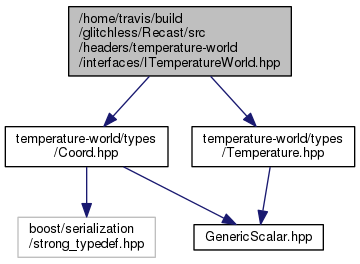 /home/travis/build
/glitchless/Recast/src
/headers/temperature-world
/interfaces/ITemperatureWorld.hpp
temperature-world/types
/Coord.hpp
temperature-world/types
/Temperature.hpp
boost/serialization
/strong_typedef.hpp
GenericScalar.hpp